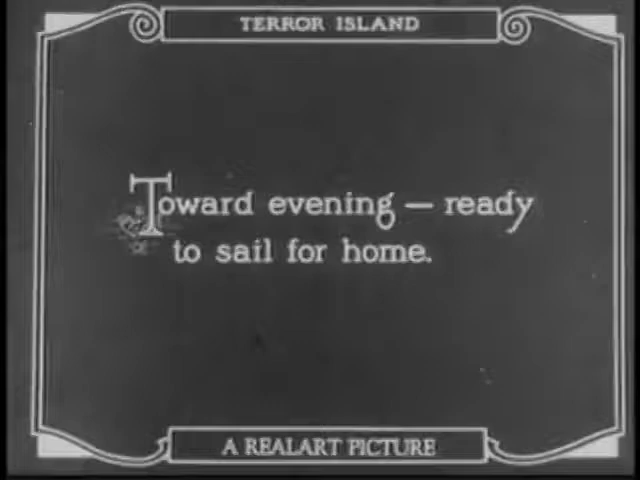 TERROR ISLAND
Toward evening — ready
to sail for home.
A REALART PICTURE